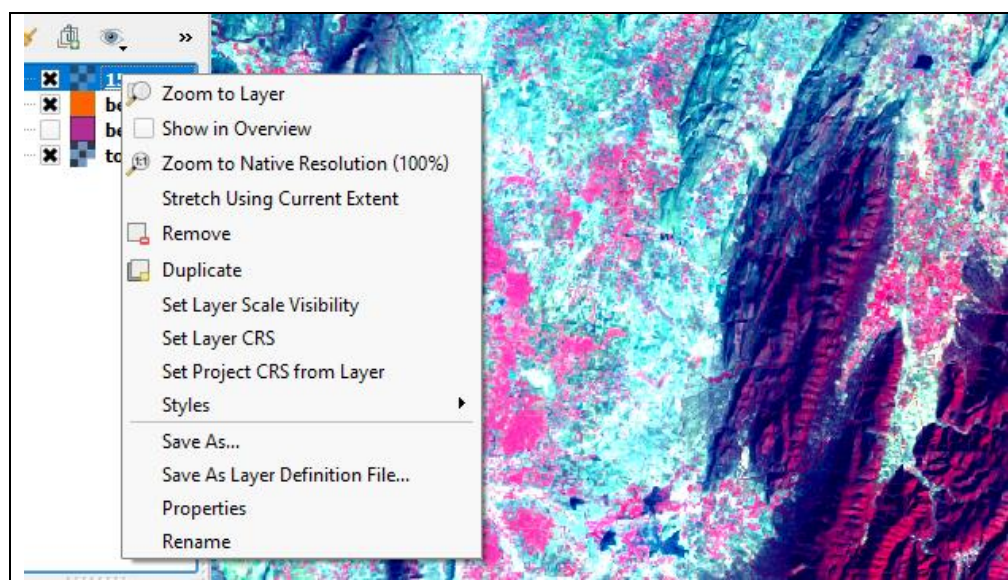 »
Zoom to Layer
Show in Overview
Zoom to Native Resolution (100%)
Stretch Using Current Extent
Remove
Duplicate
Set Layer Scale Visibility
Set Layer CRS
Set Project CRS from Layer
Styles
Save As...
Save As Layer Definition File...
Properties
Rename